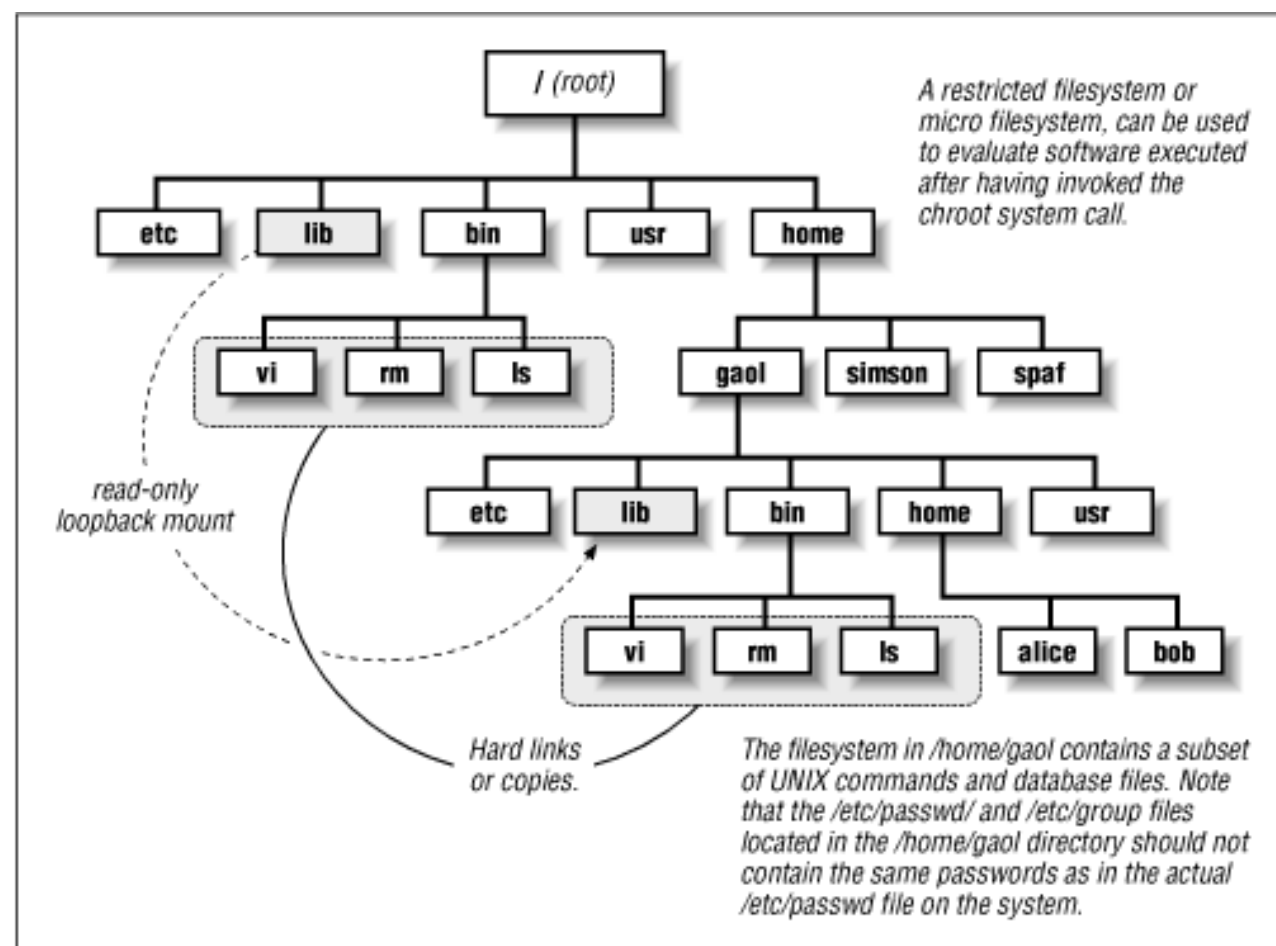 / (root)
A restricted filesystem or
micro filesystem, can be used
to evaluate software executed
after having invoked the
chroot system call.
etc
lib
bin
usr
home
vi
rm
ls
gaol
simson
spaf
read-only
loopback mount
etc
lib
bin
home
usr
vi
rm
ls
alice
bob
Hard links
or copies.
The filesystem in /home/gaol contains a subset
of UNIX commands and database files. Note
that the /etc/passwd/ and /etc/group files
located in the /home/gaol directory should not
contain the same passwords as in the actual
/etc/passwd file on the system.